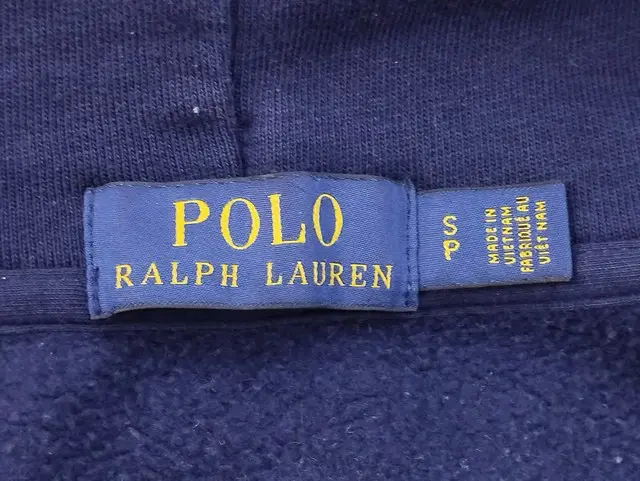 POLO
RALPH LAUREN
S
P
MADE IN
VIETNAM
FABRIQUÉ AU
VIÊT NAM